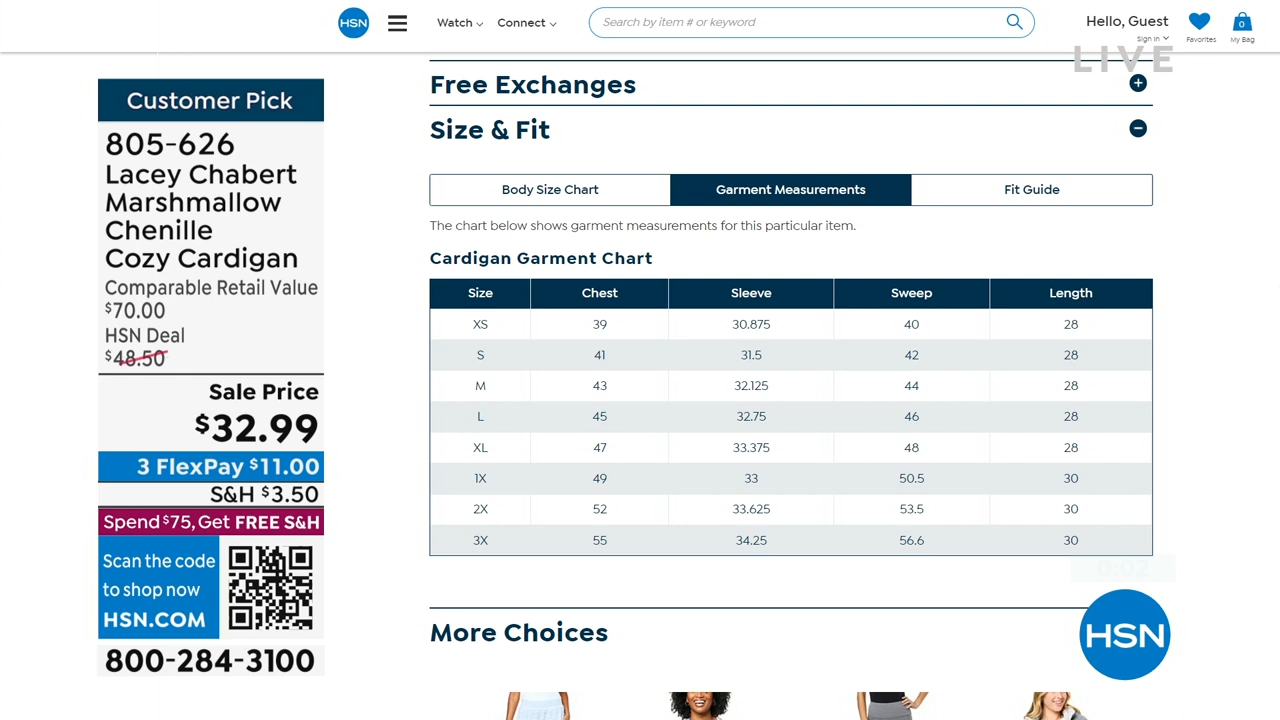 HSN
Watch
Connect
Search by item # or keyword
Hello, Guest
Sign In
Favorites
0
My Bag
LIVE
Customer Pick
805-626
Lacey Chabert
Marshmallow
Chenille
Cozy Cardigan
Comparable Retail Value
$70.00
HSN Deal
$48.50
Sale Price
$32.99
3 FlexPay $11.00
S&H $3.50
Spend $75, Get FREE S&H
Scan the code
to shop now
HSN.COM
800-284-3100
Free Exchanges
Size & Fit
Body Size Chart Garment Measurements Fit Guide
The chart below shows garment measurements for this particular item.
Cardigan Garment Chart
Size Chest Sleeve Sweep Length
XS 39 30.875 40 28
S 41 31.5 42 28
M 43 32.125 44 28
L 45 32.75 46 28
XL 47 33.375 48 28
1X 49 33 50.5 30
2X 52 33.625 53.5 30
3X 55 34.25 56.6 30
0:02
More Choices
HSN